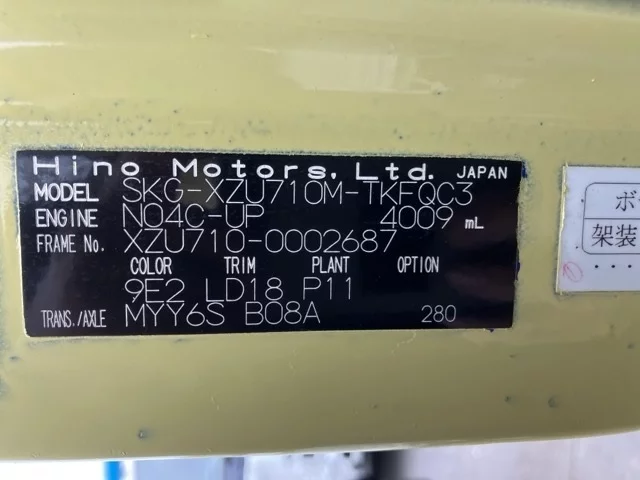 Hino Motors, Ltd. JAPAN
MODEL SKG-XZU710M-TKFQC3
ENGINE N04C-UP 4009 mL
FRAME No. XZU710-0002687
COLOR TRIM PLANT OPTION
9E2 LD18 P11
TRANS./AXLE MYY6S B08A 280
ボ
架装